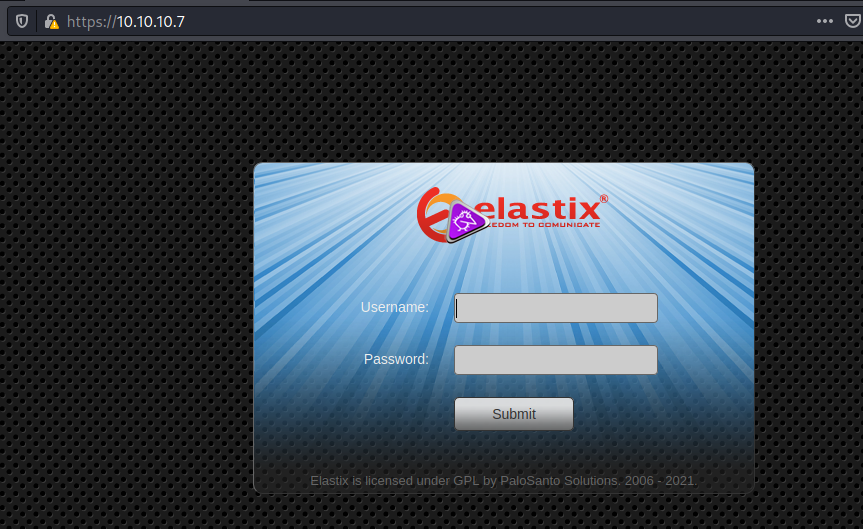 https://10.10.10.7
elastix®
EDOM TO COMUNICATE
Username:
Password:
Submit
Elastix is licensed under GPL by PaloSanto Solutions. 2006 - 2021.